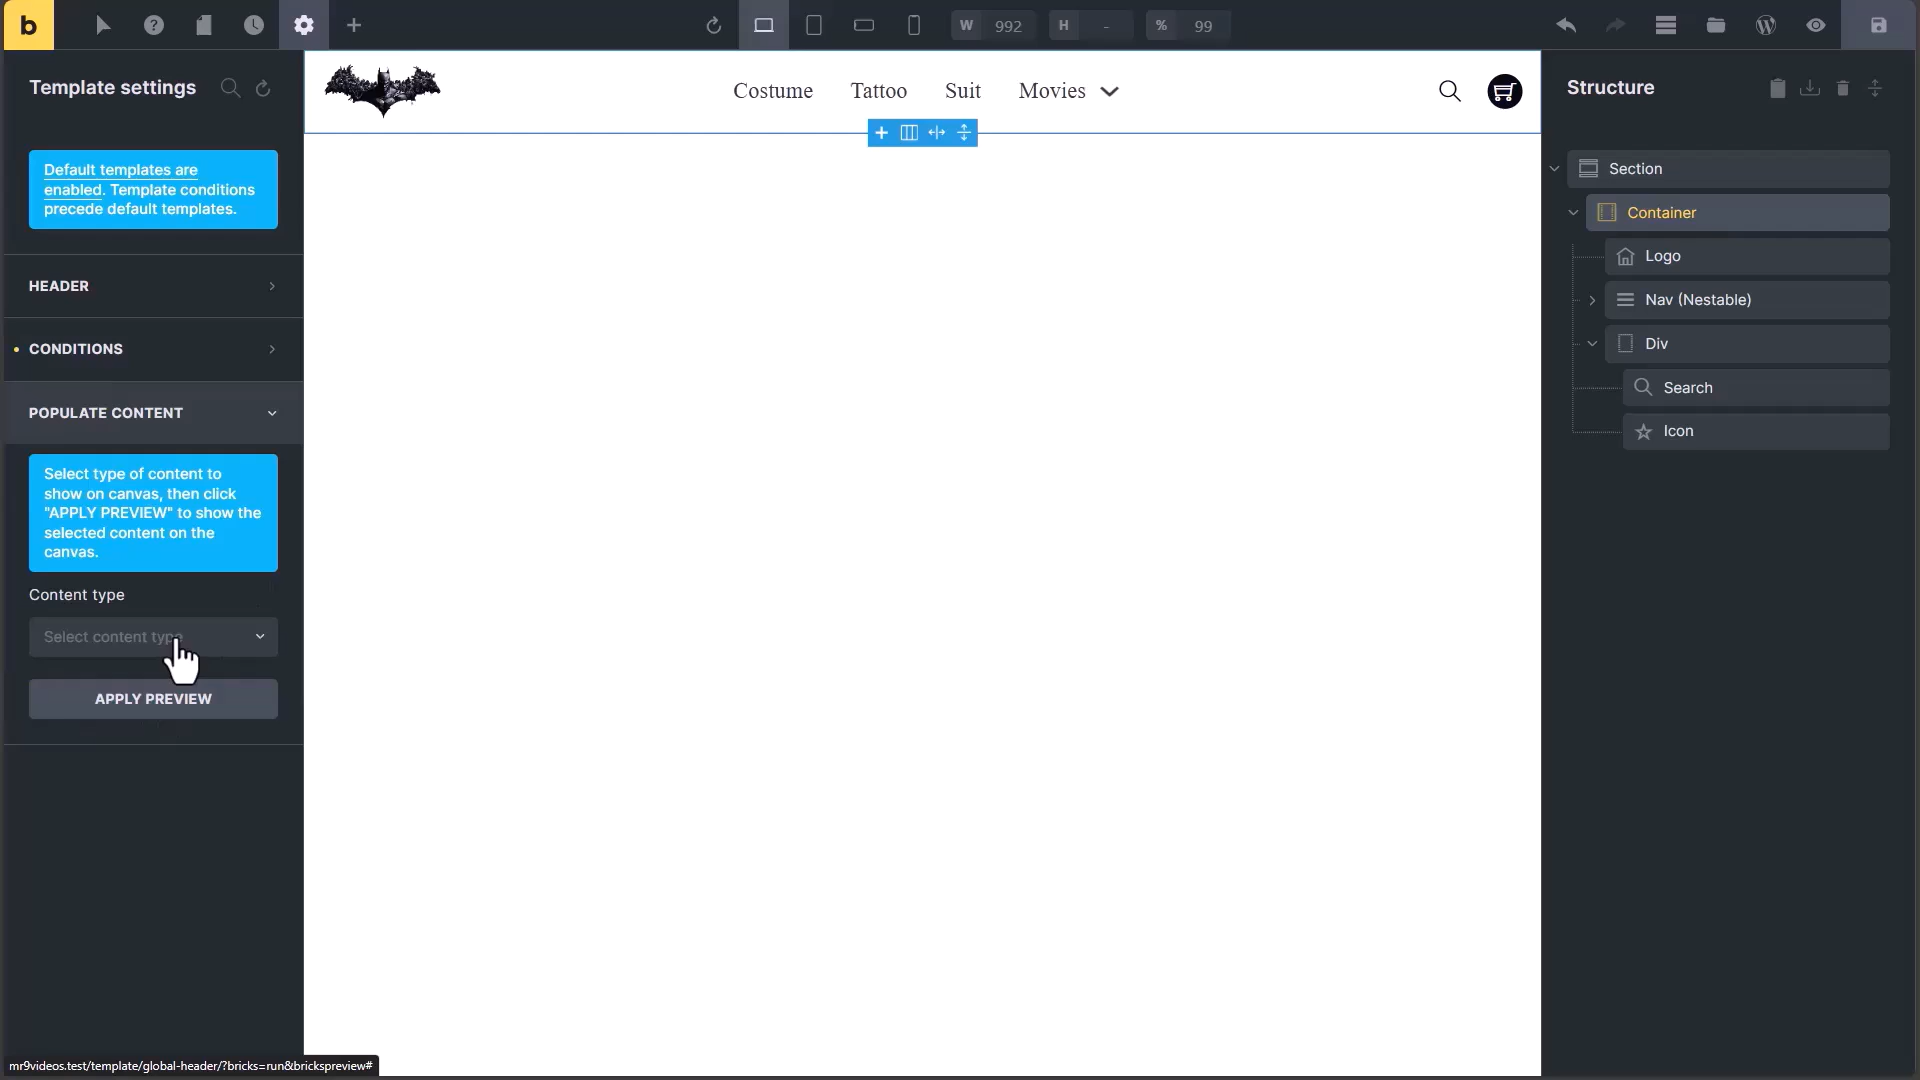 b
W 992 H - % 99
Template settings
Default templates are
enabled. Template conditions
precede default templates.
HEADER
CONDITIONS
POPULATE CONTENT
Select type of content to
show on canvas, then click
"APPLY PREVIEW" to show the
selected content on the
canvas.
Content type
Select content type
APPLY PREVIEW
Costume Tattoo Suit Movies
Structure
Section
Container
Logo
Nav (Nestable)
Div
Search
Icon
mr9videos.test/template/global-header/?bricks=run&brickspreview#